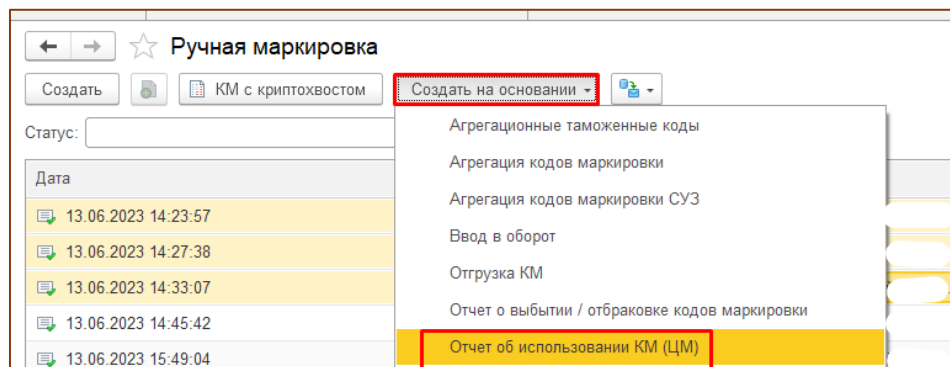 Ручная маркировка
Создать КМ с криптохвостом Создать на основании
Статус:
Агрегационные таможенные коды
Агрегация кодов маркировки
Дата
Агрегация кодов маркировки СУЗ
13.06.2023 14:23:57
Ввод в оборот
13.06.2023 14:27:38
Отгрузка КМ
13.06.2023 14:33:07
Отчет о выбытии / отбраковке кодов маркировки
13.06.2023 14:45:42
Отчет об использовании КМ (ЦМ)
13.06.2023 15:49:04